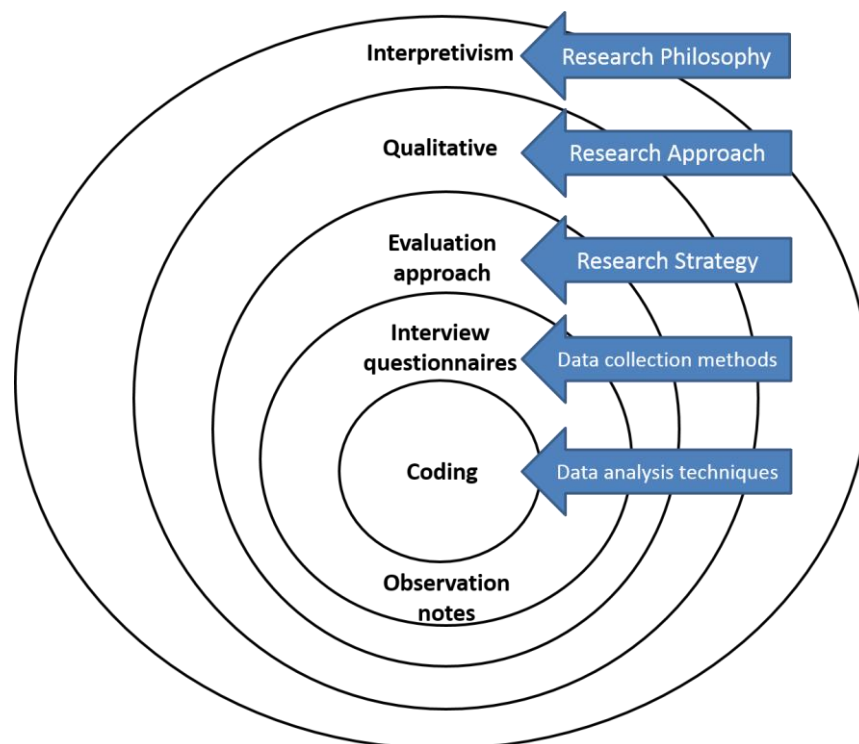 Interpretivism
Research Philosophy
Qualitative
Research Approach
Evaluation
approach
Research Strategy
Interview
questionnaires
Data collection methods
Coding
Data analysis techniques
Observation
notes